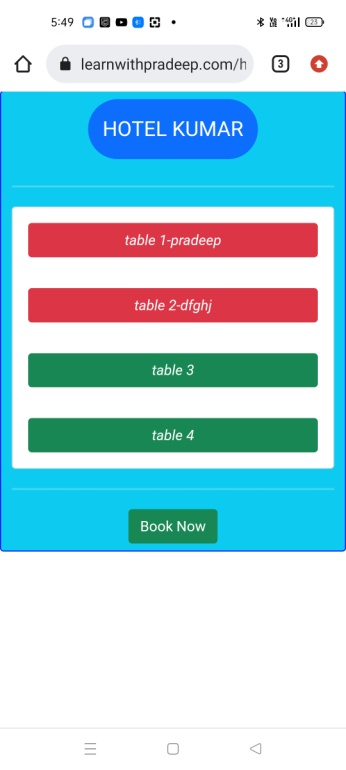 5:49
23
learnwithpradeep.com/h
3
HOTEL KUMAR
table 1-pradeep
table 2-dfghj
table 3
table 4
Book Now